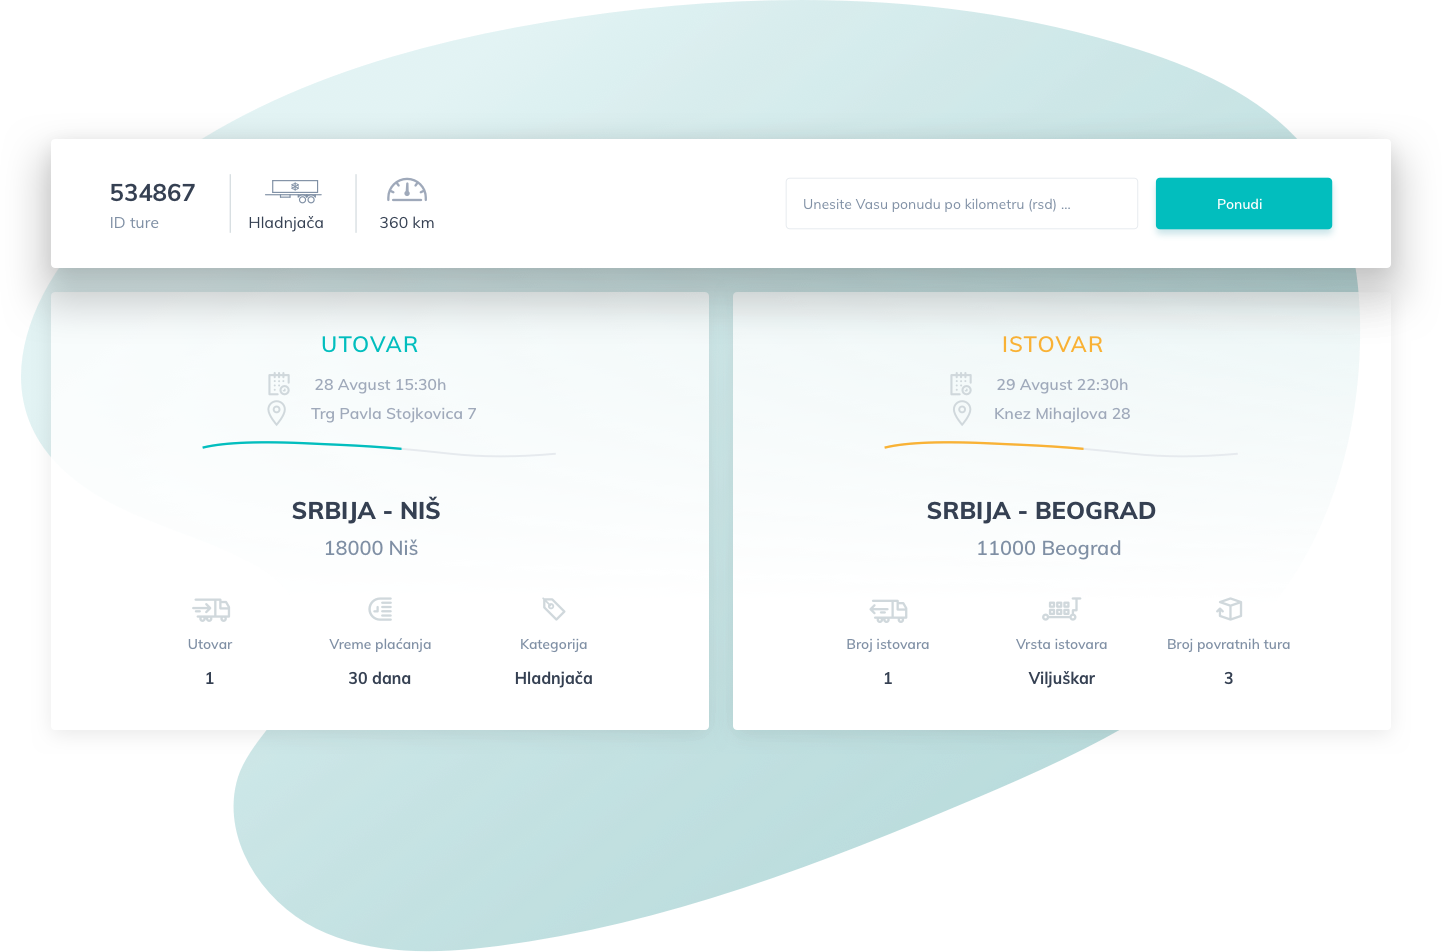 534867
ID ture
Hladnjača
360 km
Unesite Vasu ponudu po kilometru (rsd) ...
Ponudi
UTOVAR
28 Avgust 15:30h
Trg Pavla Stojkovica 7
SRBIJA - NIŠ
18000 Niš
Utovar
1
Vreme plaćanja
30 dana
Kategorija
Hladnjača
ISTOVAR
29 Avgust 22:30h
Knez Mihajlova 28
SRBIJA - BEOGRAD
11000 Beograd
Broj istovara
1
Vrsta istovara
Viljuškar
Broj povratnih tura
3